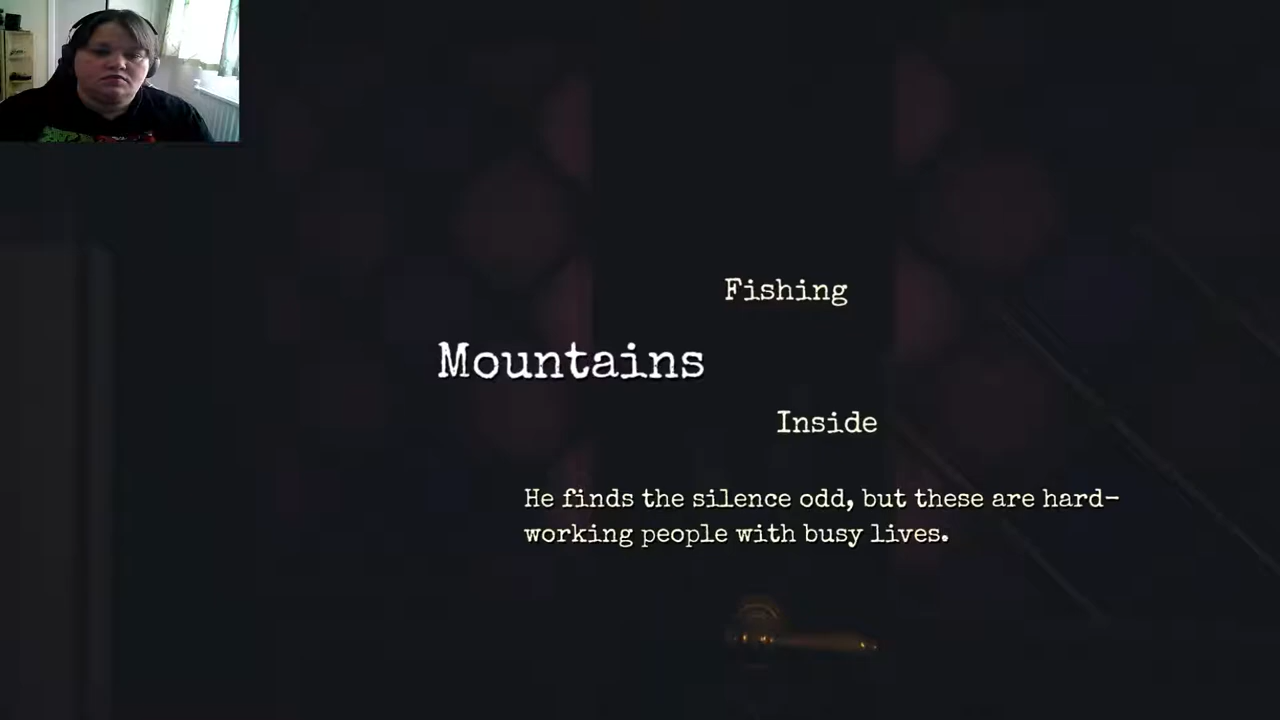 Fishing
Mountains
Inside
He finds the silence odd, but these are hard-
working people with busy lives.